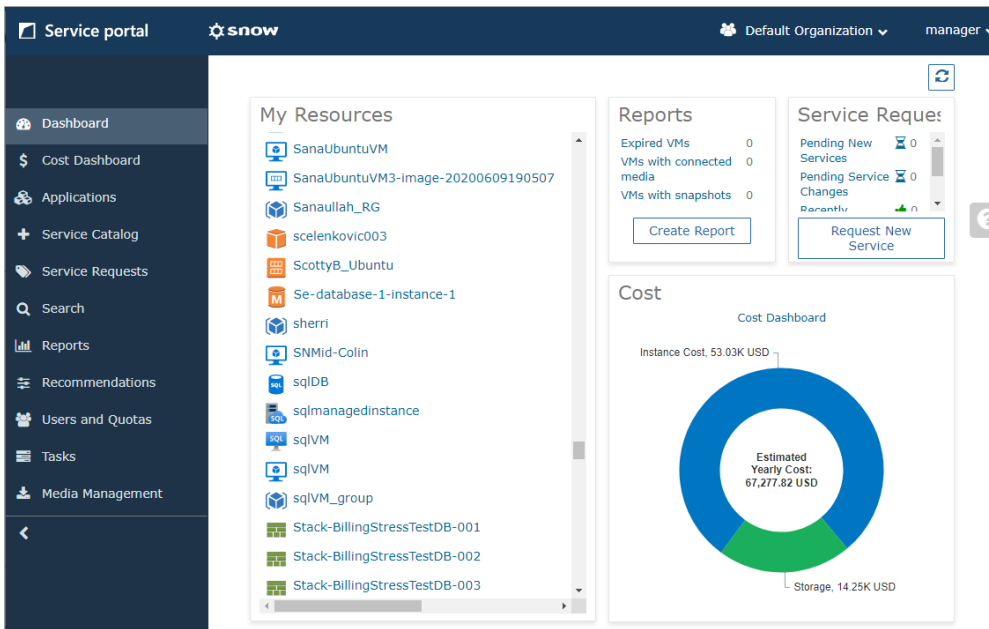 Service portal
snow
Default Organization
manager
Dashboard
Cost Dashboard
Applications
Service Catalog
Service Requests
Search
Reports
Recommendations
Users and Quotas
Tasks
Media Management
My Resources
SanaUbuntuVM
SanaUbuntuVM3-image-20200609190507
Sanaullah_RG
scelenkovic003
ScottyB_Ubuntu
Se-database-1-instance-1
sherri
SNMid-Colin
sqlDB
sqlmanagedinstance
sqlVM
sqlVM
sqlVM_group
Stack-BillingStressTestDB-001
Stack-BillingStressTestDB-002
Stack-BillingStressTestDB-003
Reports
Expired VMs 0
VMs with connected 0
media
VMs with snapshots 0
Create Report
Service Reques
Pending New 0
Services
Pending Service 0
Changes
Recently 0
Request New
Service
Cost
Cost Dashboard
Instance Cost, 53.03K USD
Estimated
Yearly Cost:
67,277.82 USD
Storage, 14.25K USD